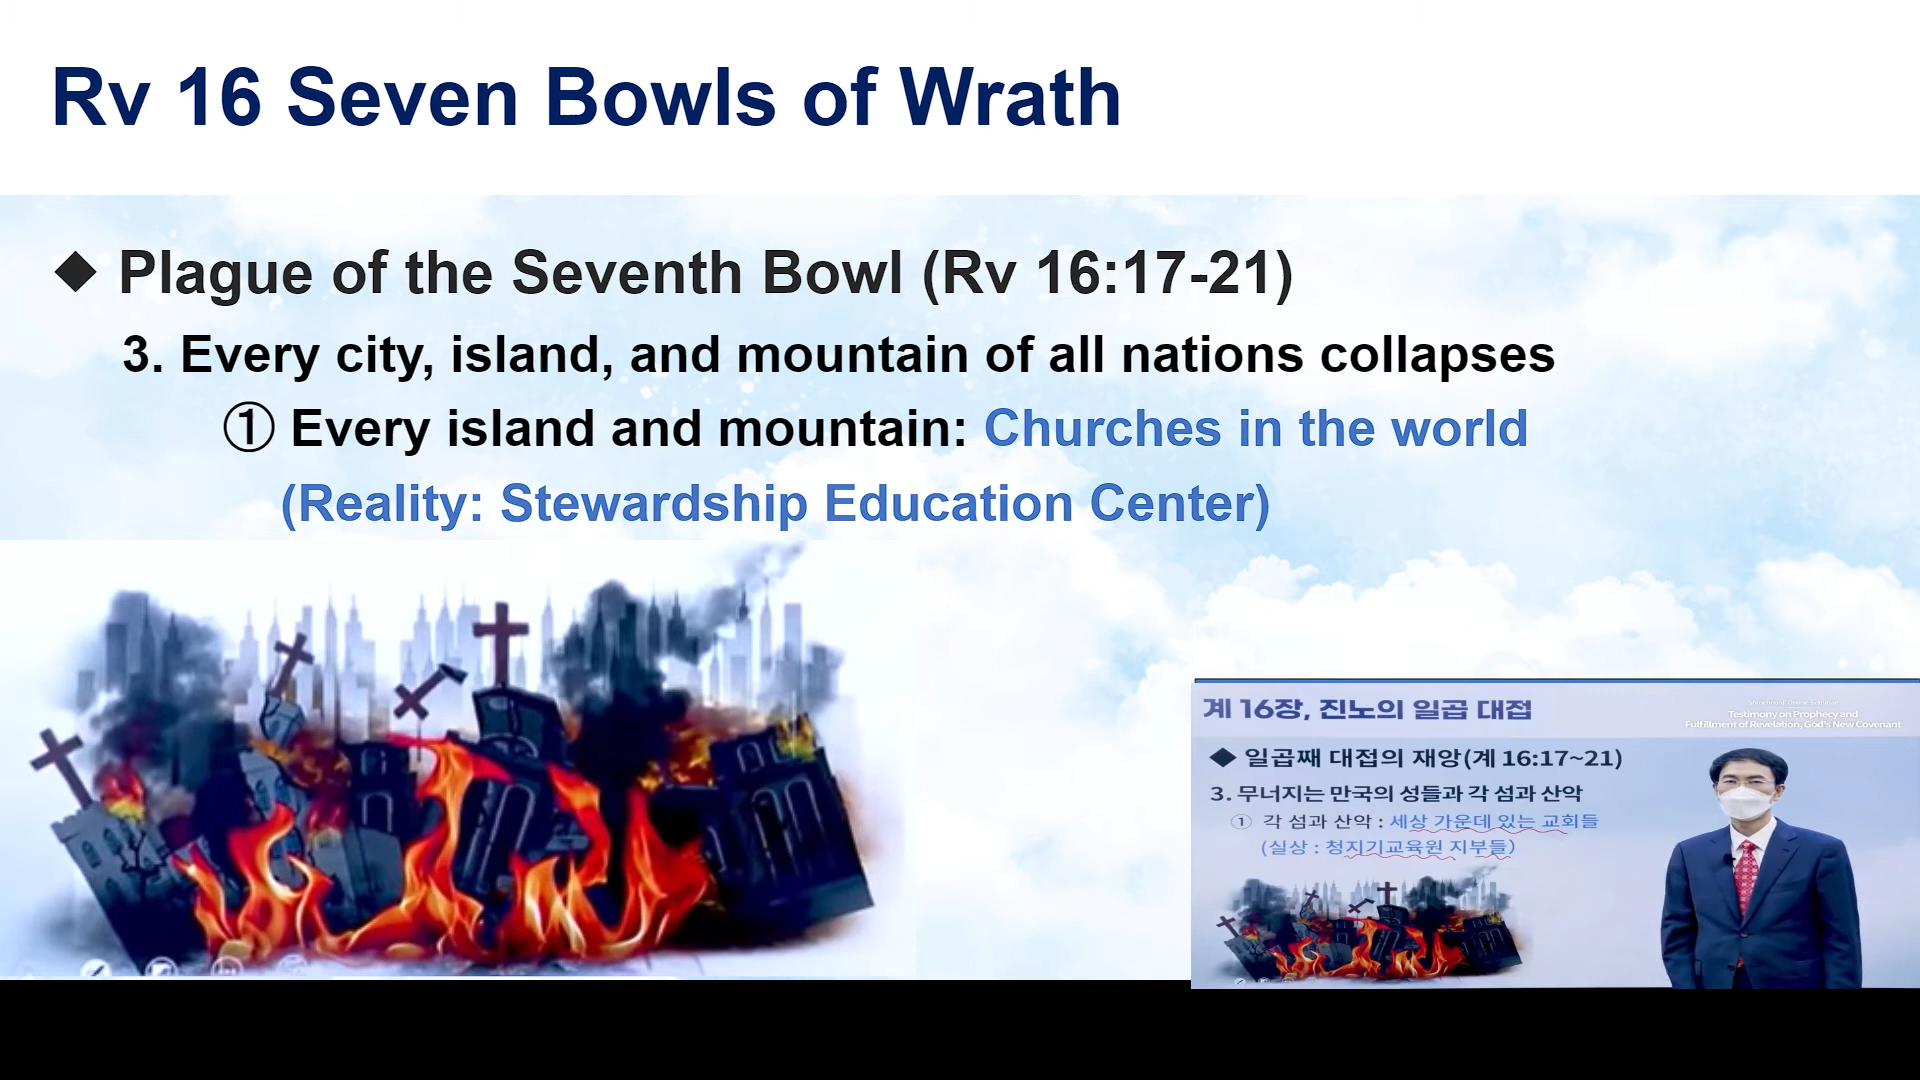 Rv 16 Seven Bowls of Wrath
◆ Plague of the Seventh Bowl (Rv 16:17-21)
3. Every city, island, and mountain of all nations collapses
① Every island and mountain: Churches in the world
(Reality: Stewardship Education Center)
계 16장, 진노의 일곱 대접
Shincheonji Online Seminar
Testimony on Prophecy and
Fulfillment of Revelation, God's New Covenant
◆ 일곱째 대접의 재앙(계 16:17~21)
3. 무너지는 만국의 성들과 각 섬과 산악
① 각 섬과 산악 : 세상 가운데 있는 교회들
(실상 : 청지기교육원 지부들)